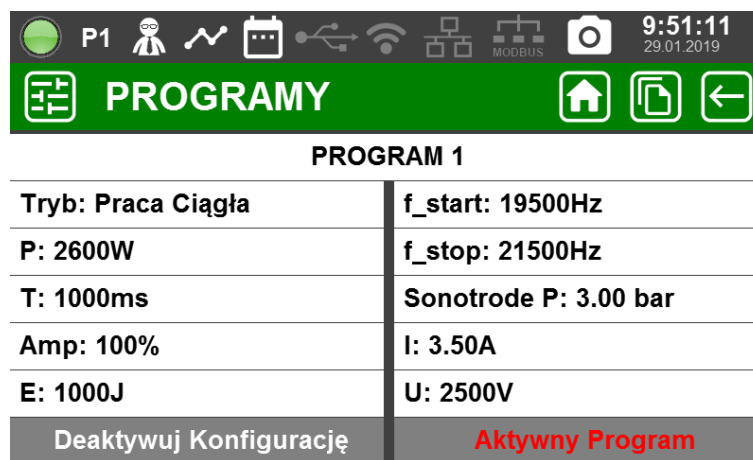 P1
MODBUS
9:51:11
29.01.2019
PROGRAMY
PROGRAM 1
Tryb: Praca Ciągła
f_start: 19500Hz
P: 2600W
f_stop: 21500Hz
T: 1000ms
Sonotrode P: 3.00 bar
Amp: 100%
I: 3.50A
E: 1000J
U: 2500V
Deaktywuj Konfigurację
Aktywny Program